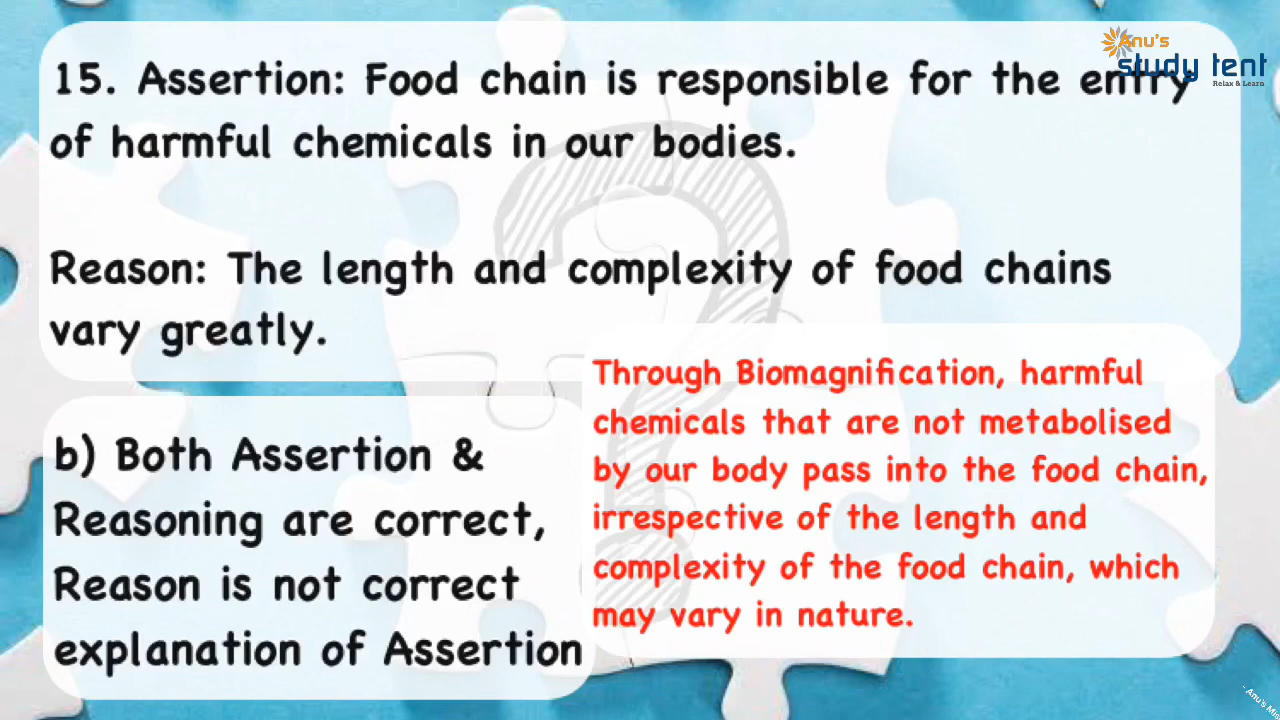 Anu's
study tent
Relax & Learn
15. Assertion: Food chain is responsible for the entry
of harmful chemicals in our bodies.
Reason: The length and complexity of food chains
vary greatly.
b) Both Assertion &
Reasoning are correct,
Reason is not correct
explanation of Assertion
Through Biomagnification, harmful
chemicals that are not metabolised
by our body pass into the food chain,
irrespective of the length and
complexity of the food chain, which
may vary in nature.
- Anu's